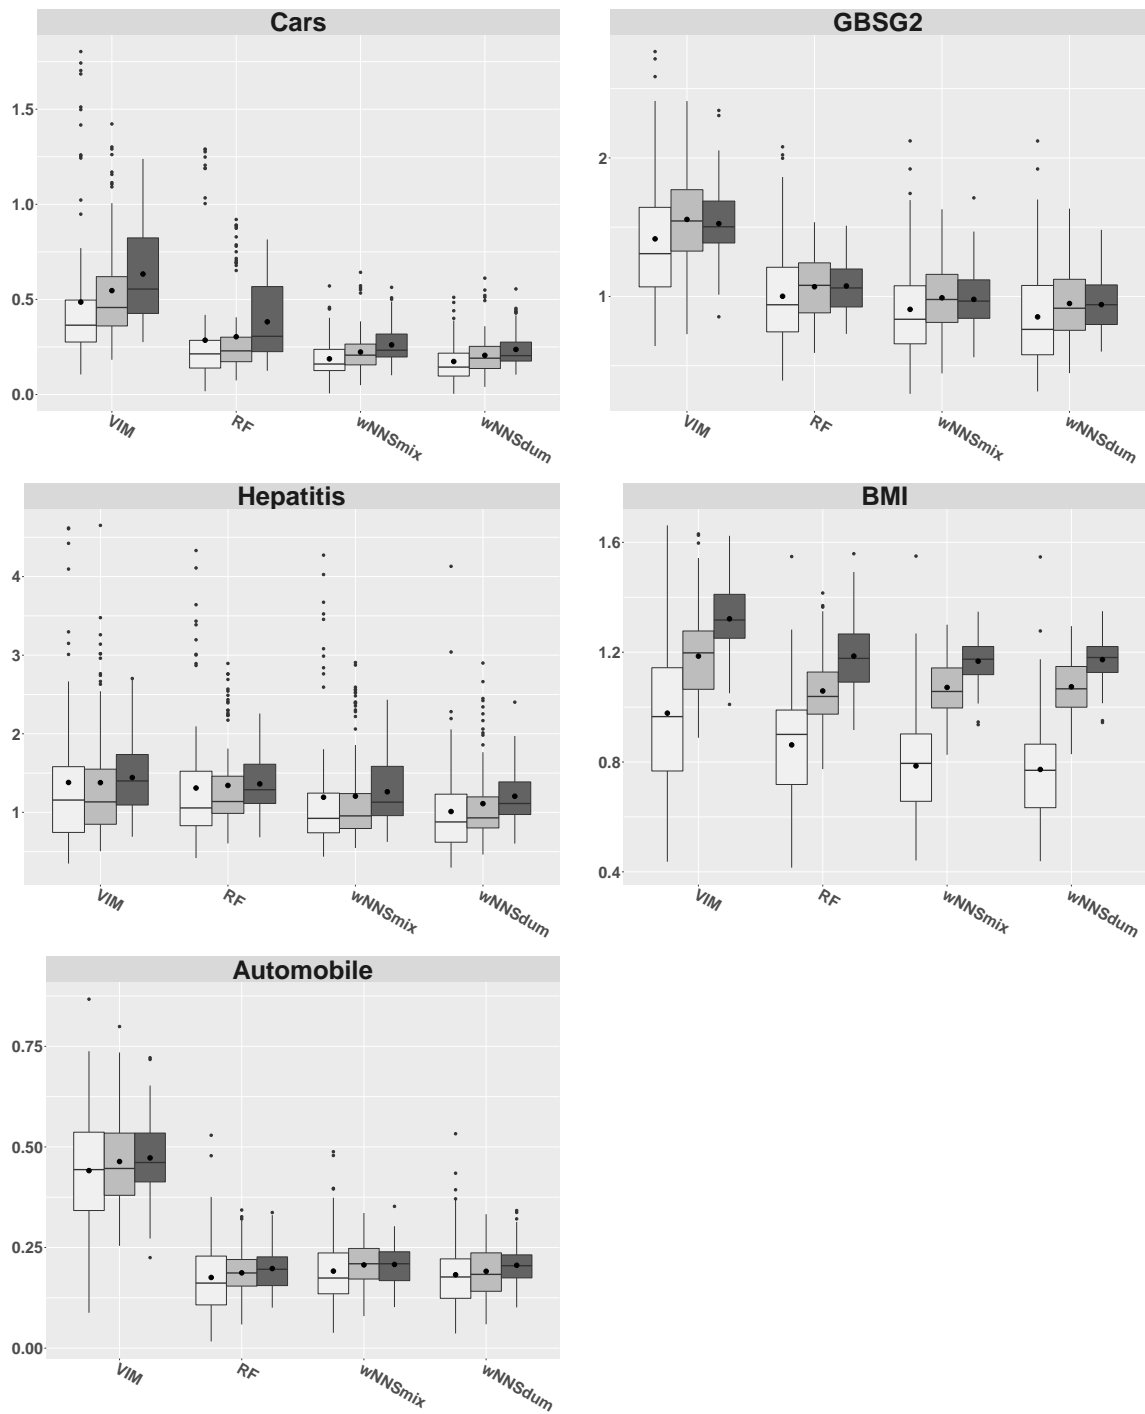 Cars
1.5
1.0
0.5
0.0
VIM
RF
wNNSmix
wNNSdum
GBSG2
2
1
VIM
RF
wNNSmix
wNNSdum
Hepatitis
4
3
2
1
VIM
RF
wNNSmix
wNNSdum
BMI
1.6
1.2
0.8
0.4
VIM
RF
wNNSmix
wNNSdum
Automobile
0.75
0.50
0.25
0.00
VIM
RF
wNNSmix
wNNSdum